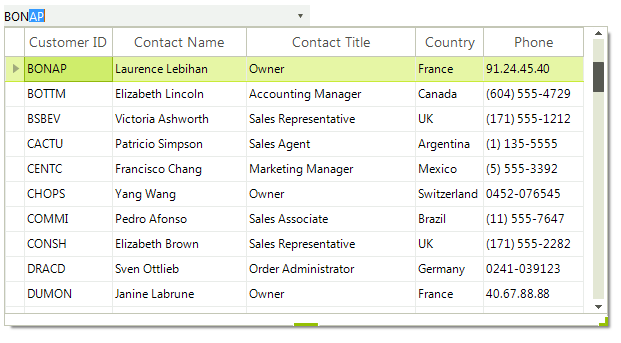 BONAP
Customer ID Contact Name Contact Title Country Phone
BONAP Laurence Lebihan Owner France 91.24.45.40
BOTTM Elizabeth Lincoln Accounting Manager Canada (604) 555-4729
BSBEV Victoria Ashworth Sales Representative UK (171) 555-1212
CACTU Patricio Simpson Sales Agent Argentina (1) 135-5555
CENTC Francisco Chang Marketing Manager Mexico (5) 555-3392
CHOPS Yang Wang Owner Switzerland 0452-076545
COMMI Pedro Afonso Sales Associate Brazil (11) 555-7647
CONSH Elizabeth Brown Sales Representative UK (171) 555-2282
DRACD Sven Ottlieb Order Administrator Germany 0241-039123
DUMON Janine Labrune Owner France 40.67.88.88